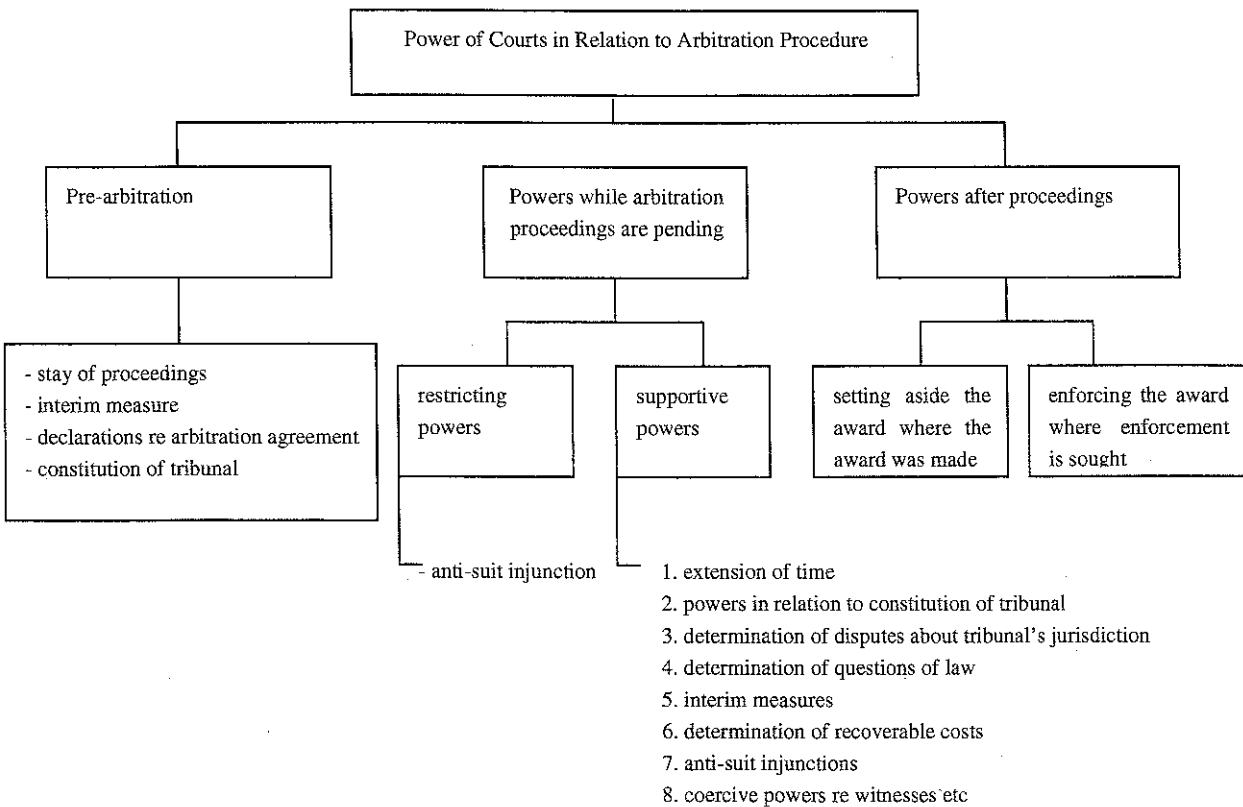 Power of Courts in Relation to Arbitration Procedure
Pre-arbitration
Powers while arbitration
proceedings are pending
Powers after proceedings
- stay of proceedings
- interim measure
- declarations re arbitration agreement
- constitution of tribunal
restricting
powers
supportive
powers
setting aside the
award where the
award was made
enforcing the award
where enforcement
is sought
- anti-suit injunction
1. extension of time
2. powers in relation to constitution of tribunal
3. determination of disputes about tribunal's jurisdiction
4. determination of questions of law
5. interim measures
6. determination of recoverable costs
7. anti-suit injunctions
8. coercive powers re witnesses etc